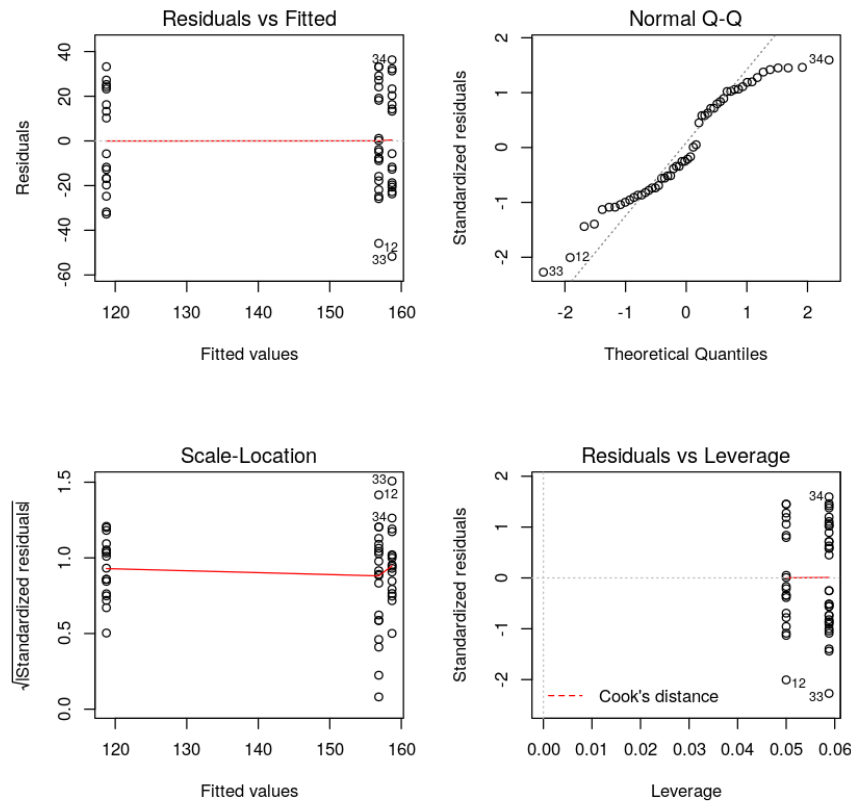 Residuals vs Fitted
Residuals
40
20
0
-20
-40
-60
34
12
33
120 130 140 150 160
Fitted values
Normal Q-Q
Standardized residuals
2
1
0
-1
-2
34
12
33
-2 -1 0 1 2
Theoretical Quantiles
Scale-Location
√|Standardized residuals|
1.5
1.0
0.5
0.0
33
12
34
120 130 140 150 160
Fitted values
Residuals vs Leverage
Standardized residuals
2
1
0
-1
-2
34
12
33
Cook's distance
0.00 0.01 0.02 0.03 0.04 0.05 0.06
Leverage